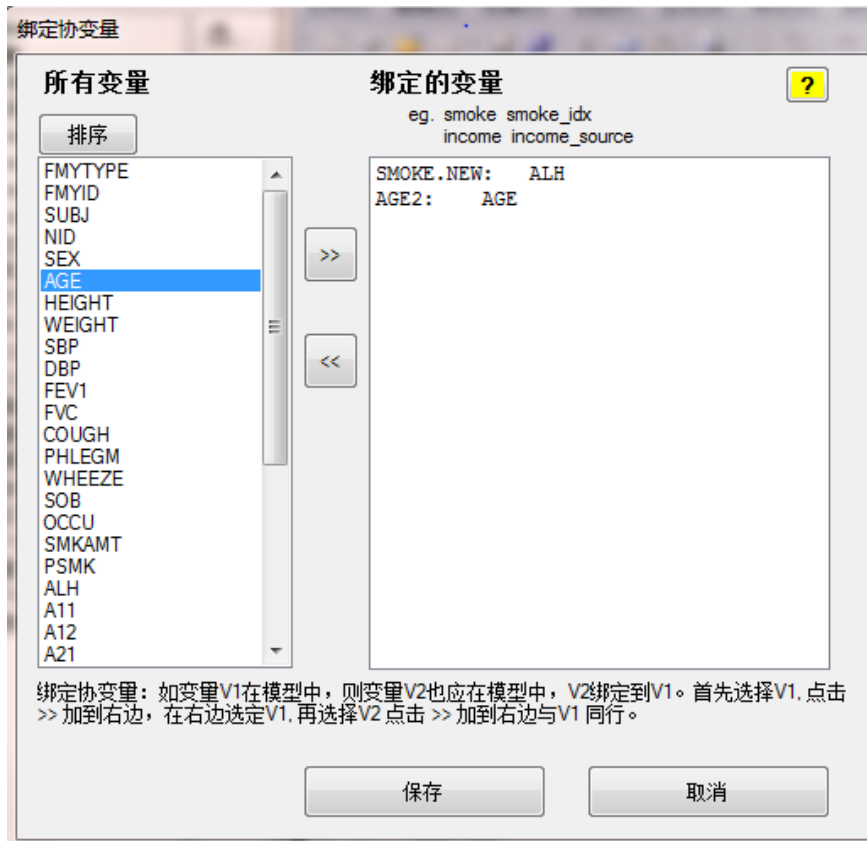 绑定协变量
所有变量
绑定的变量
?
eg. smoke smoke_idx
income income_source
排序
FMYTYPE
FMYID
SUBJ
NID
SEX
AGE
HEIGHT
WEIGHT
SBP
DBP
FEV1
FVC
COUGH
PHLEGM
WHEEZE
SOB
OCCU
SMKAMT
PSMK
ALH
A11
A12
A21
>>
<<
SMOKE.NEW: ALH
AGE2: AGE
绑定协变量：如变量V1在模型中，则变量V2也应在模型中，V2绑定到V1。首先选择V1, 点击
>> 加到右边，在右边选定V1, 再选择V2 点击 >> 加到右边与V1 同行。
保存
取消